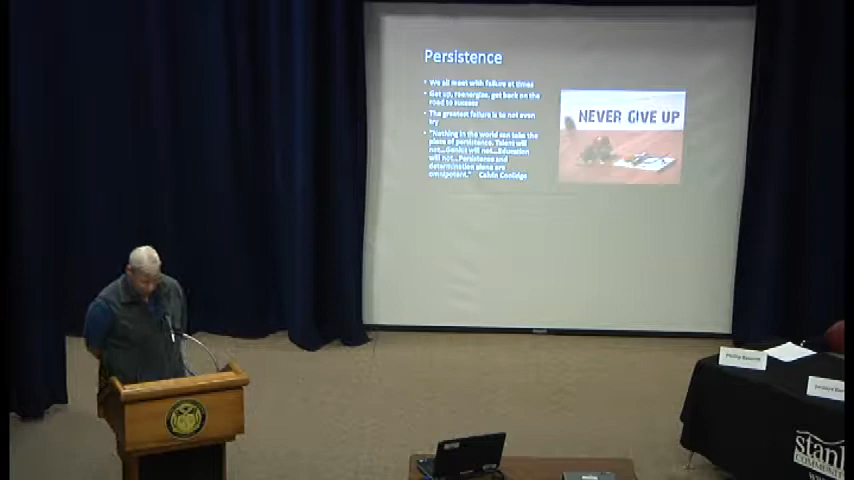 Persistence
• We all meet with failure at times
• Get up, reenergize, get back on the
road to success
• The greatest failure is to not even
try
• "Nothing in the world can take the
place of persistence. Talent will
not...Genius will not...Education
will not...Persistence and
determination alone are
omnipotent." Calvin Coolidge
NEVER GIVE UP
Phillip
COMMUNI